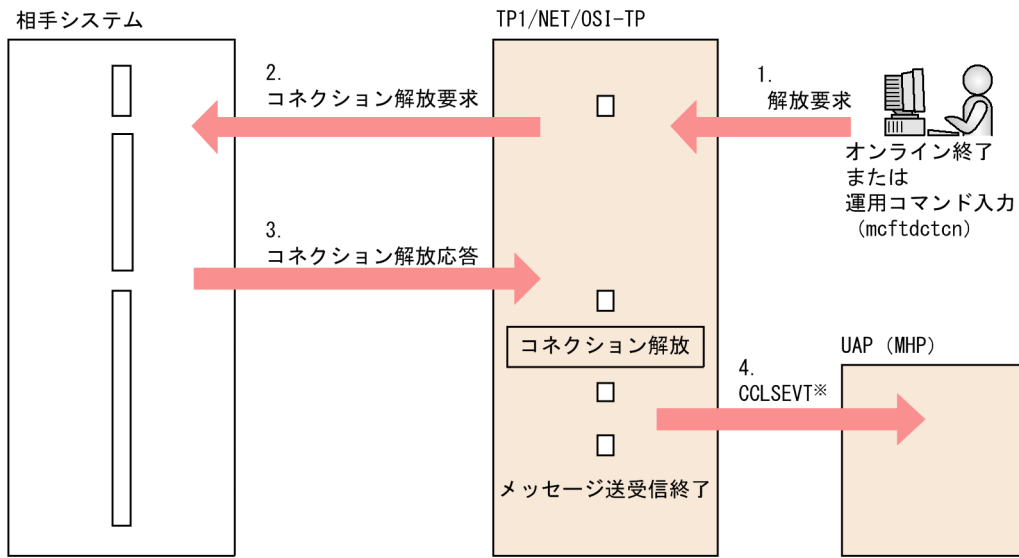 相手システム
TP1/NET/OSI-TP
2.
コネクション解放要求
1.
解放要求
オンライン終了
または
運用コマンド入力
(mcftdctcn)
3.
コネクション解放応答
コネクション解放
UAP (MHP)
4.
CCLSEVT※
メッセージ送受信終了